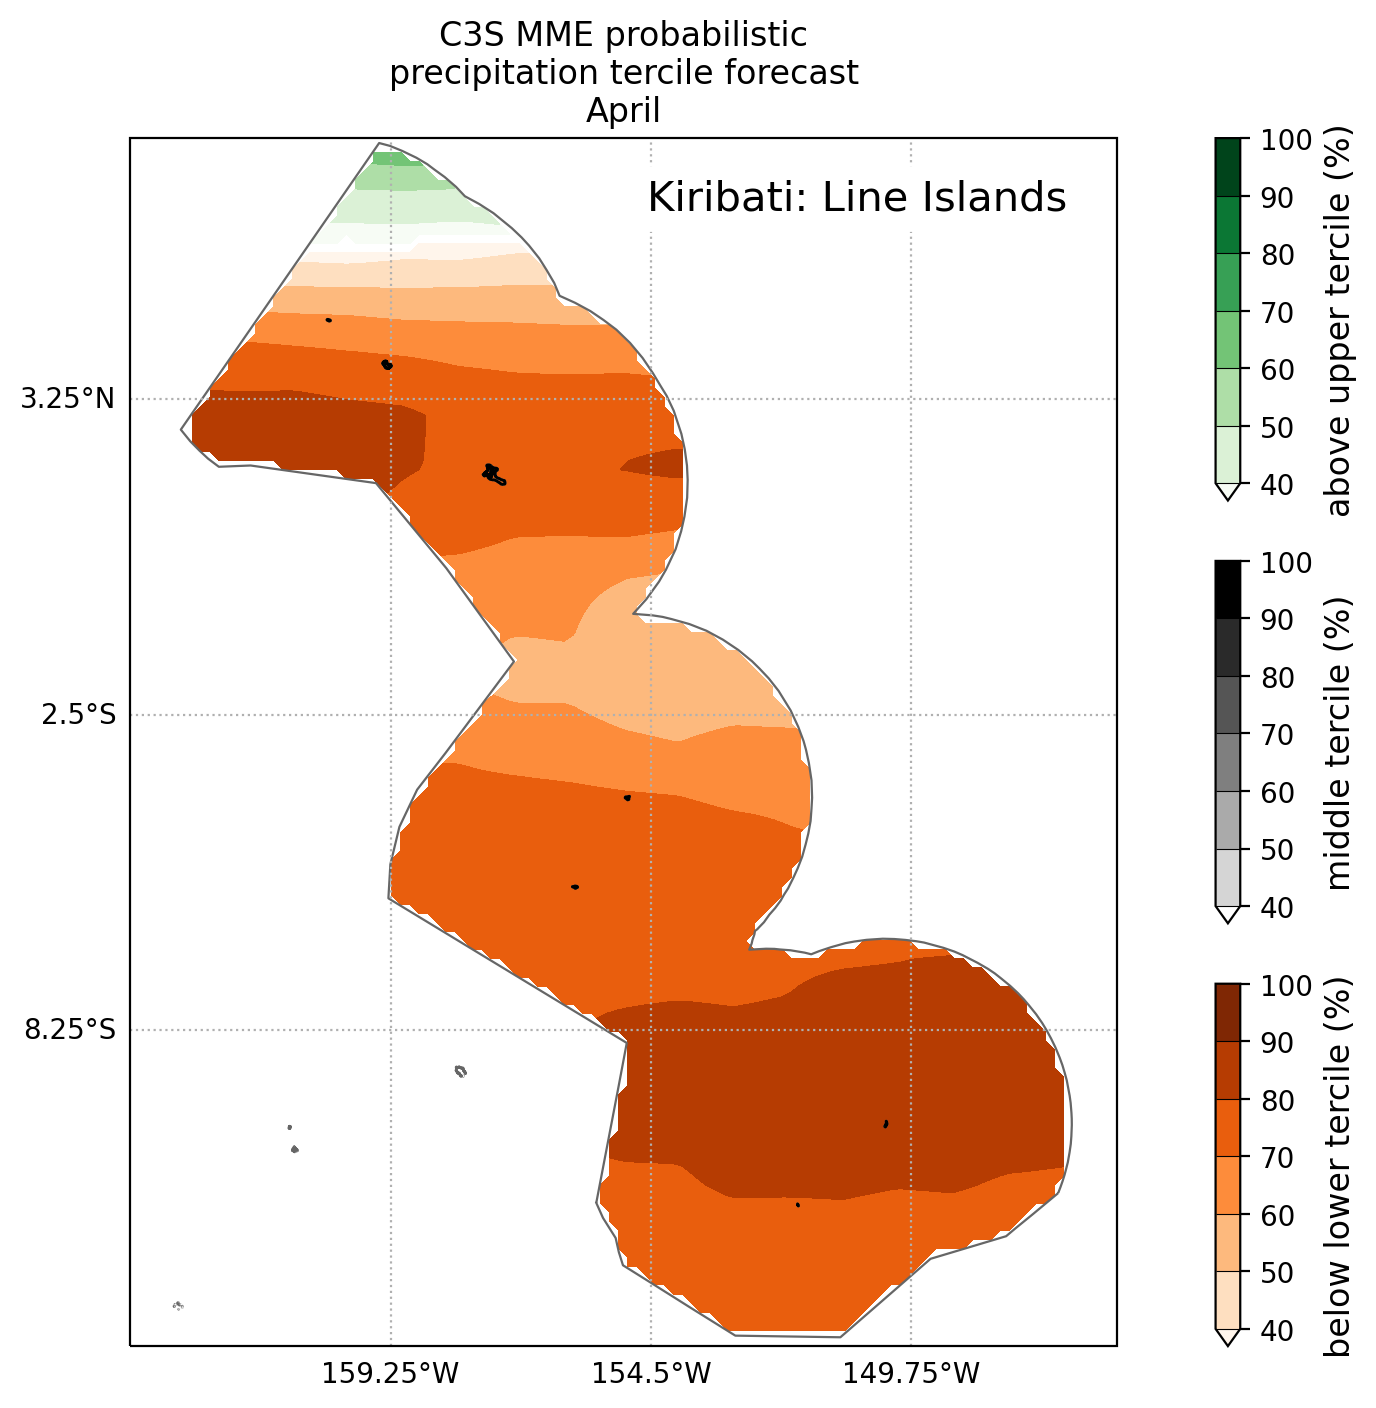 C3S MME probabilistic
precipitation tercile forecast
April
Kiribati: Line Islands
3.25°N
2.5°S
8.25°S
159.25°W
154.5°W
149.75°W
100
90
80
70
60
50
40
above upper tercile (%)
100
90
80
70
60
50
40
middle tercile (%)
100
90
80
70
60
50
40
below lower tercile (%)